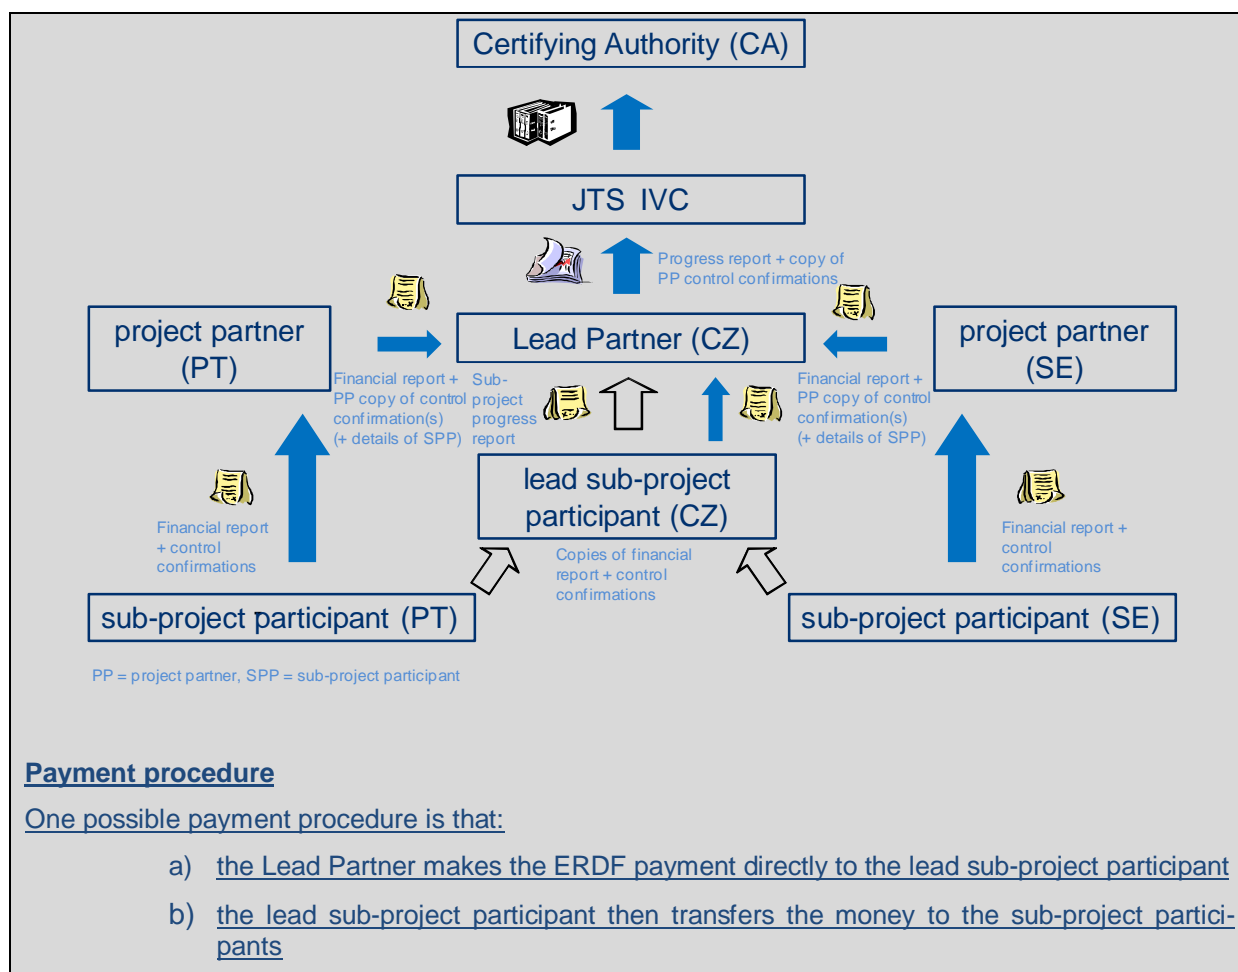 Certifying Authority (CA)
JTS IVC
Progress report + copy of
PP control confirmations
project partner
(PT)
Lead Partner (CZ)
project partner
(SE)
Financial report +
PP copy of control
confirmation(s)
(+ details of SPP)
Sub-
project
progress
report
Financial report +
PP copy of control
confirmation(s)
(+ details of SPP)
lead sub-project
participant (CZ)
Financial report
+ control
confirmations
Copies of financial
report + control
confirmations
Financial report +
control
confirmations
sub-project participant (PT)
sub-project participant (SE)
PP = project partner, SPP = sub-project participant
Payment procedure
One possible payment procedure is that:
a) the Lead Partner makes the ERDF payment directly to the lead sub-project participant
b) the lead sub-project participant then transfers the money to the sub-project partici-
pants